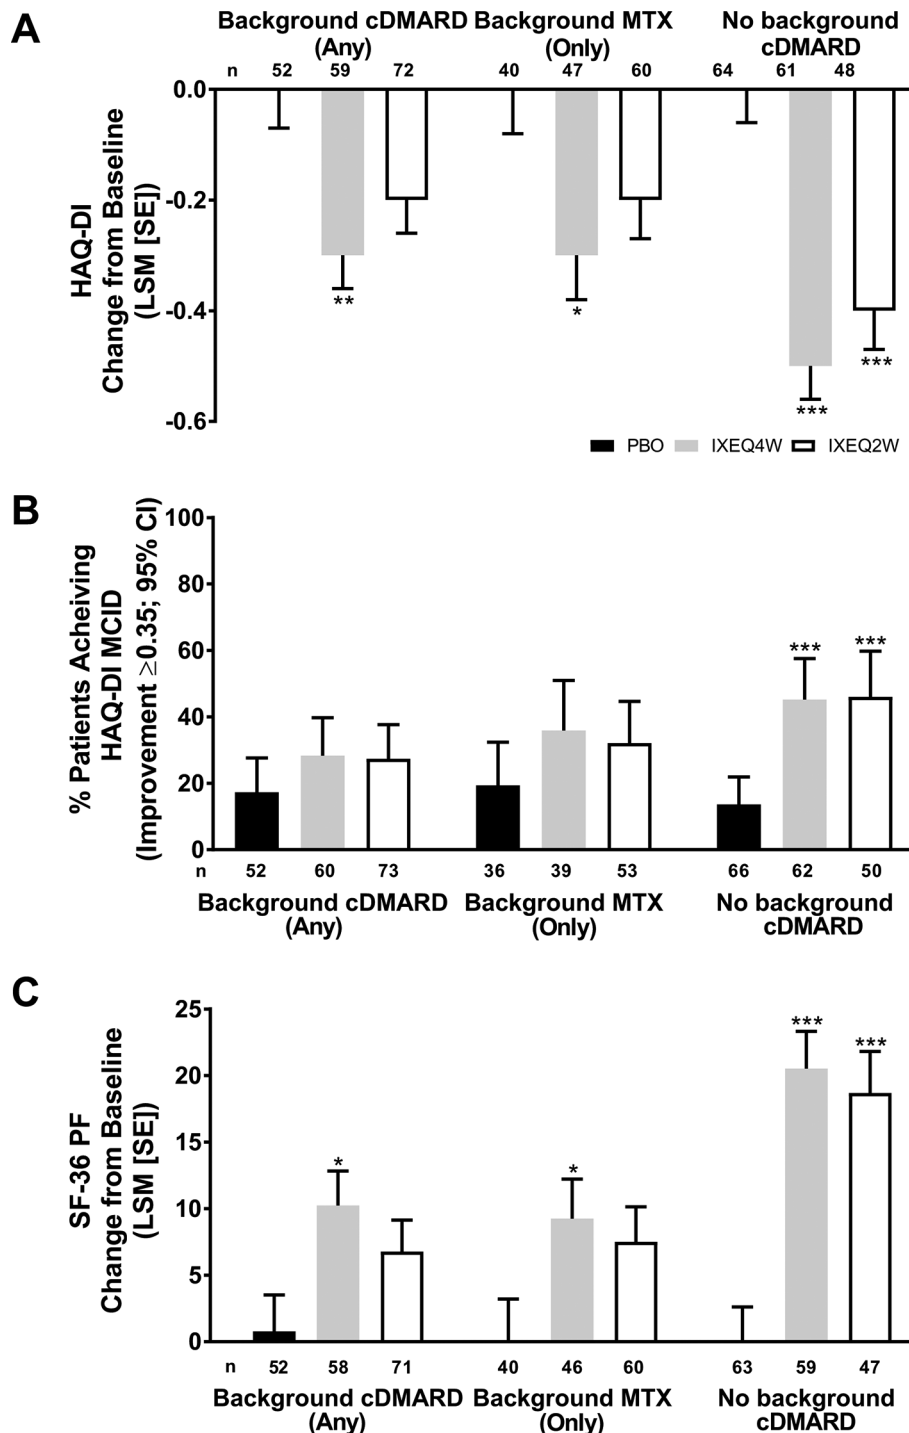 A
Background cDMARD
(Any)
Background MTX
(Only)
No background
cDMARD
n 52 59 72 40 47 60 64 61 48
HAQ-DI
Change from Baseline
(LSM [SE])
0.0
-0.2
-0.4
-0.6
**
*
***
***
PBO IXEQ4W IXEQ2W
B
% Patients Acheiving
HAQ-DI MCID
(Improvement ≥0.35; 95% CI)
100
80
60
40
20
0
*** ***
n 52 60 73 36 39 53 66 62 50
Background cDMARD
(Any)
Background MTX
(Only)
No background
cDMARD
C
SF-36 PF
Change from Baseline
(LSM [SE])
25
20
15
10
5
0
*
*
***
***
n 52 58 71 40 46 60 63 59 47
Background cDMARD
(Any)
Background MTX
(Only)
No background
cDMARD